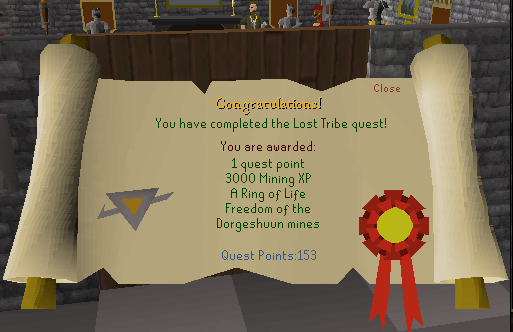 Close
Congratulations!
You have completed the Lost Tribe quest!
You are awarded:
1 quest point
3000 Mining XP
A Ring of Life
Freedom of the
Dorgeshuun mines
Quest Points:153